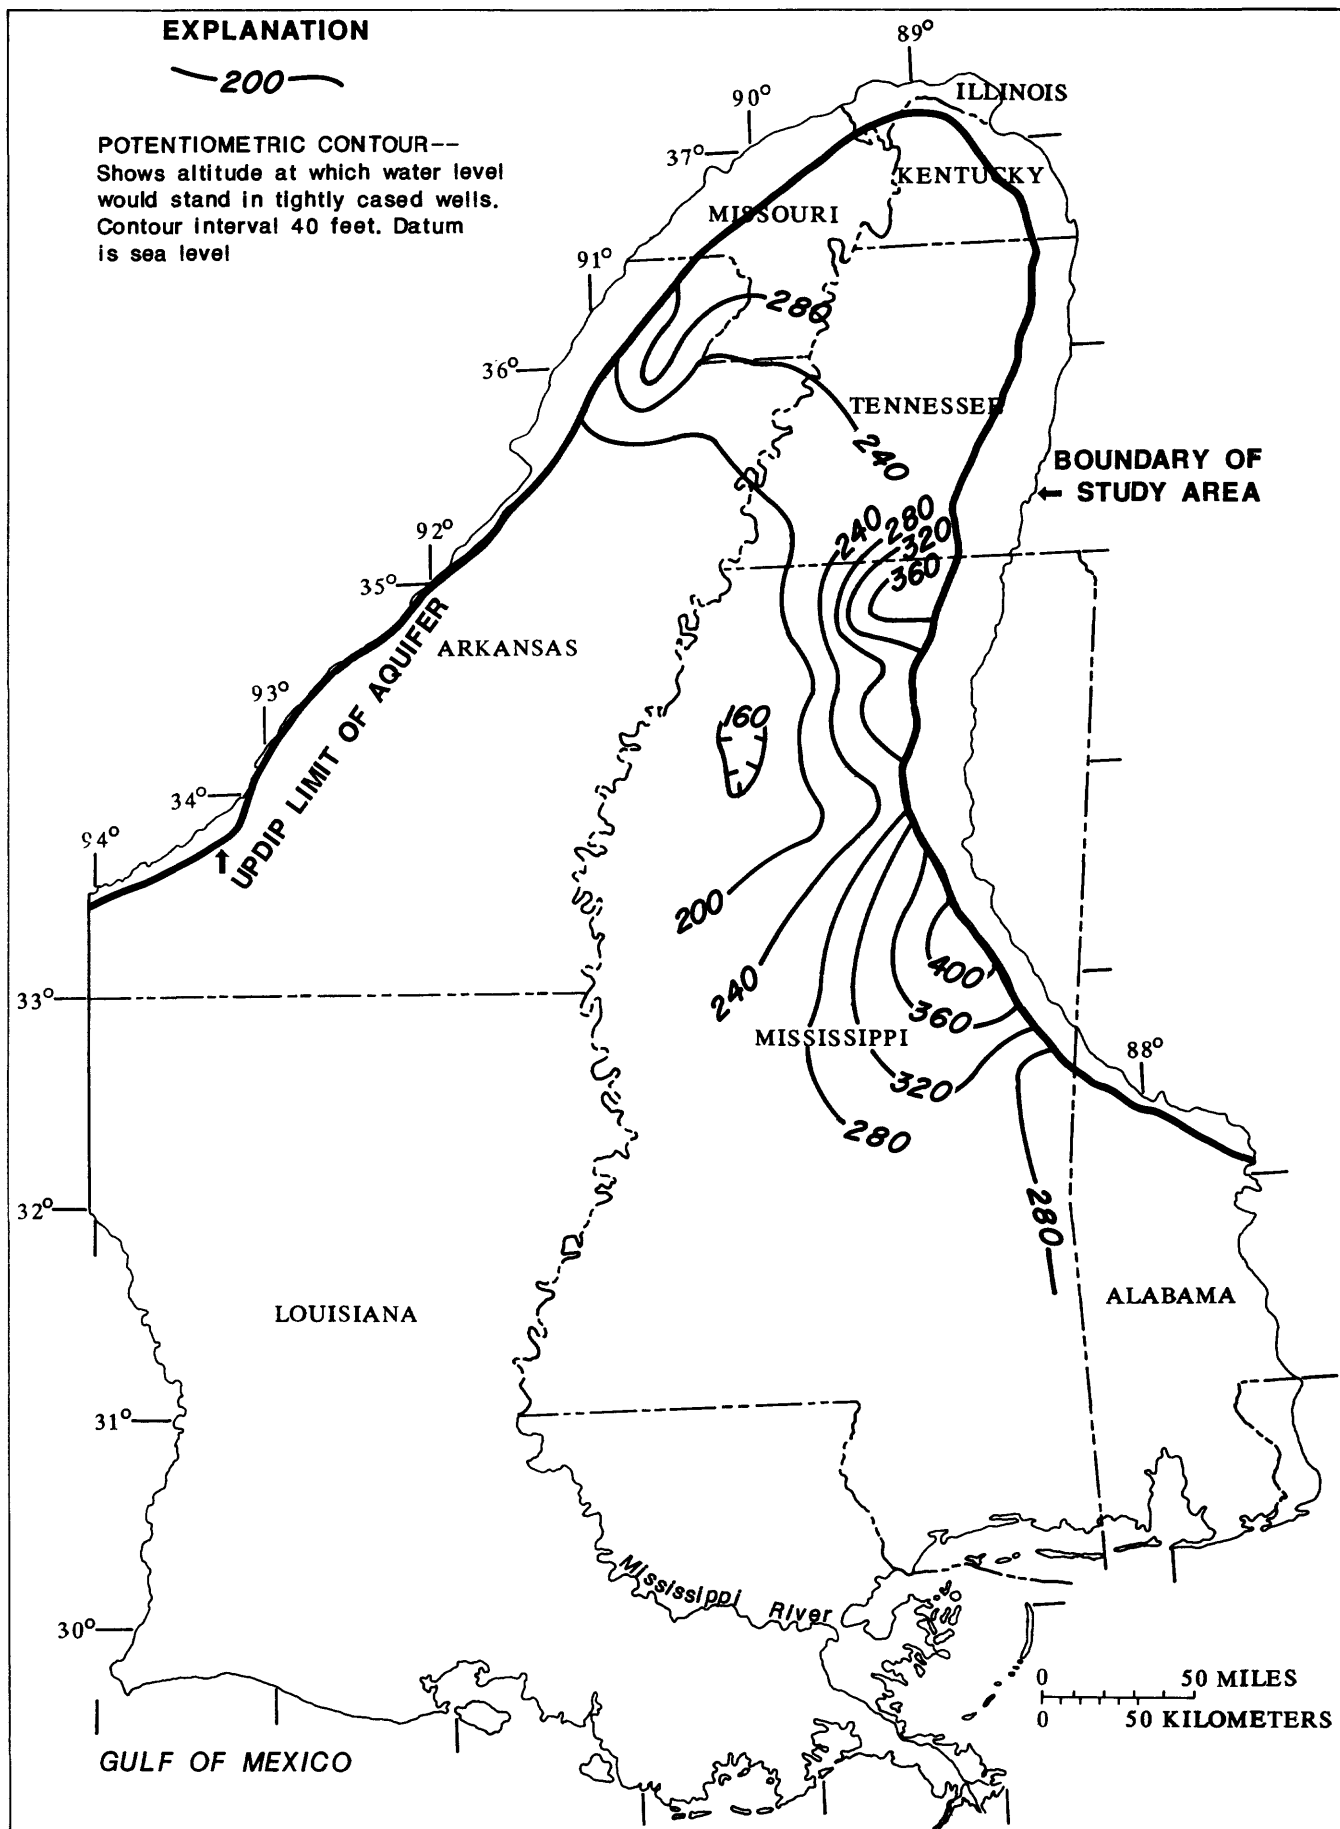 EXPLANATION
200
POTENTIOMETRIC CONTOUR--
Shows altitude at which water level
would stand in tightly cased wells.
Contour interval 40 feet. Datum
is sea level
89°
ILLINOIS
90°
37°
KENTUCKY
MISSOURI
91°
280
36°
TENNESSEE
240
BOUNDARY OF
STUDY AREA
92°
240
280
320
360
35°
ARKANSAS
UPDIP LIMIT OF AQUIFER
93°
160
34°
94°
200
240
400
360
33°
MISSISSIPPI
88°
320
280
280
32°
ALABAMA
LOUISIANA
31°
Mississippi River
30°
0 50 MILES
0 50 KILOMETERS
GULF OF MEXICO